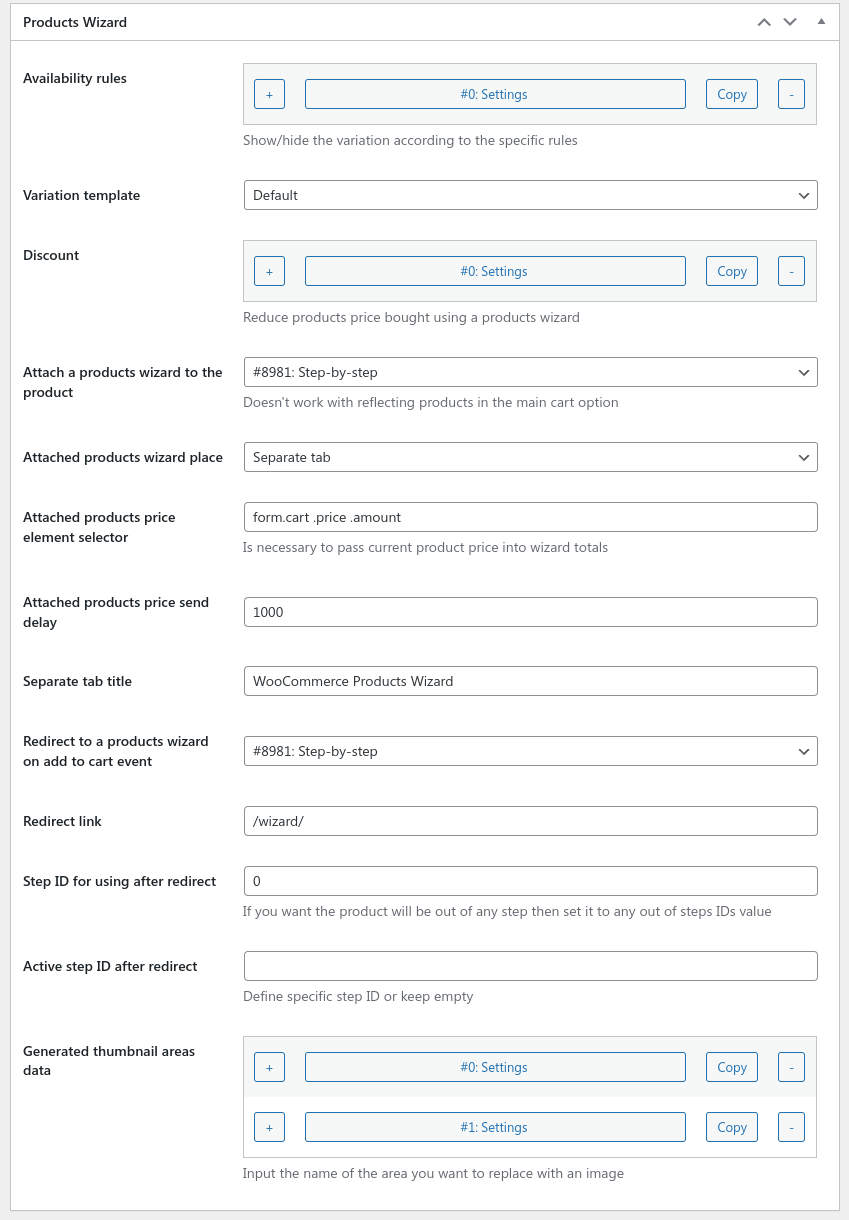 Products Wizard
Availability rules
+ #0: Settings Copy -
Show/hide the variation according to the specific rules
Variation template
Default
Discount
+ #0: Settings Copy -
Reduce products price bought using a products wizard
Attach a products wizard to the
product
#8981: Step-by-step
Doesn't work with reflecting products in the main cart option
Attached products wizard place
Separate tab
Attached products price
element selector
form.cart .price .amount
Is necessary to pass current product price into wizard totals
Attached products price send
delay
1000
Separate tab title
WooCommerce Products Wizard
Redirect to a products wizard
on add to cart event
#8981: Step-by-step
Redirect link
/wizard/
Step ID for using after redirect
0
If you want the product will be out of any step then set it to any out of steps IDs value
Active step ID after redirect
Define specific step ID or keep empty
Generated thumbnail areas
data
+ #0: Settings Copy -
+ #1: Settings Copy -
Input the name of the area you want to replace with an image